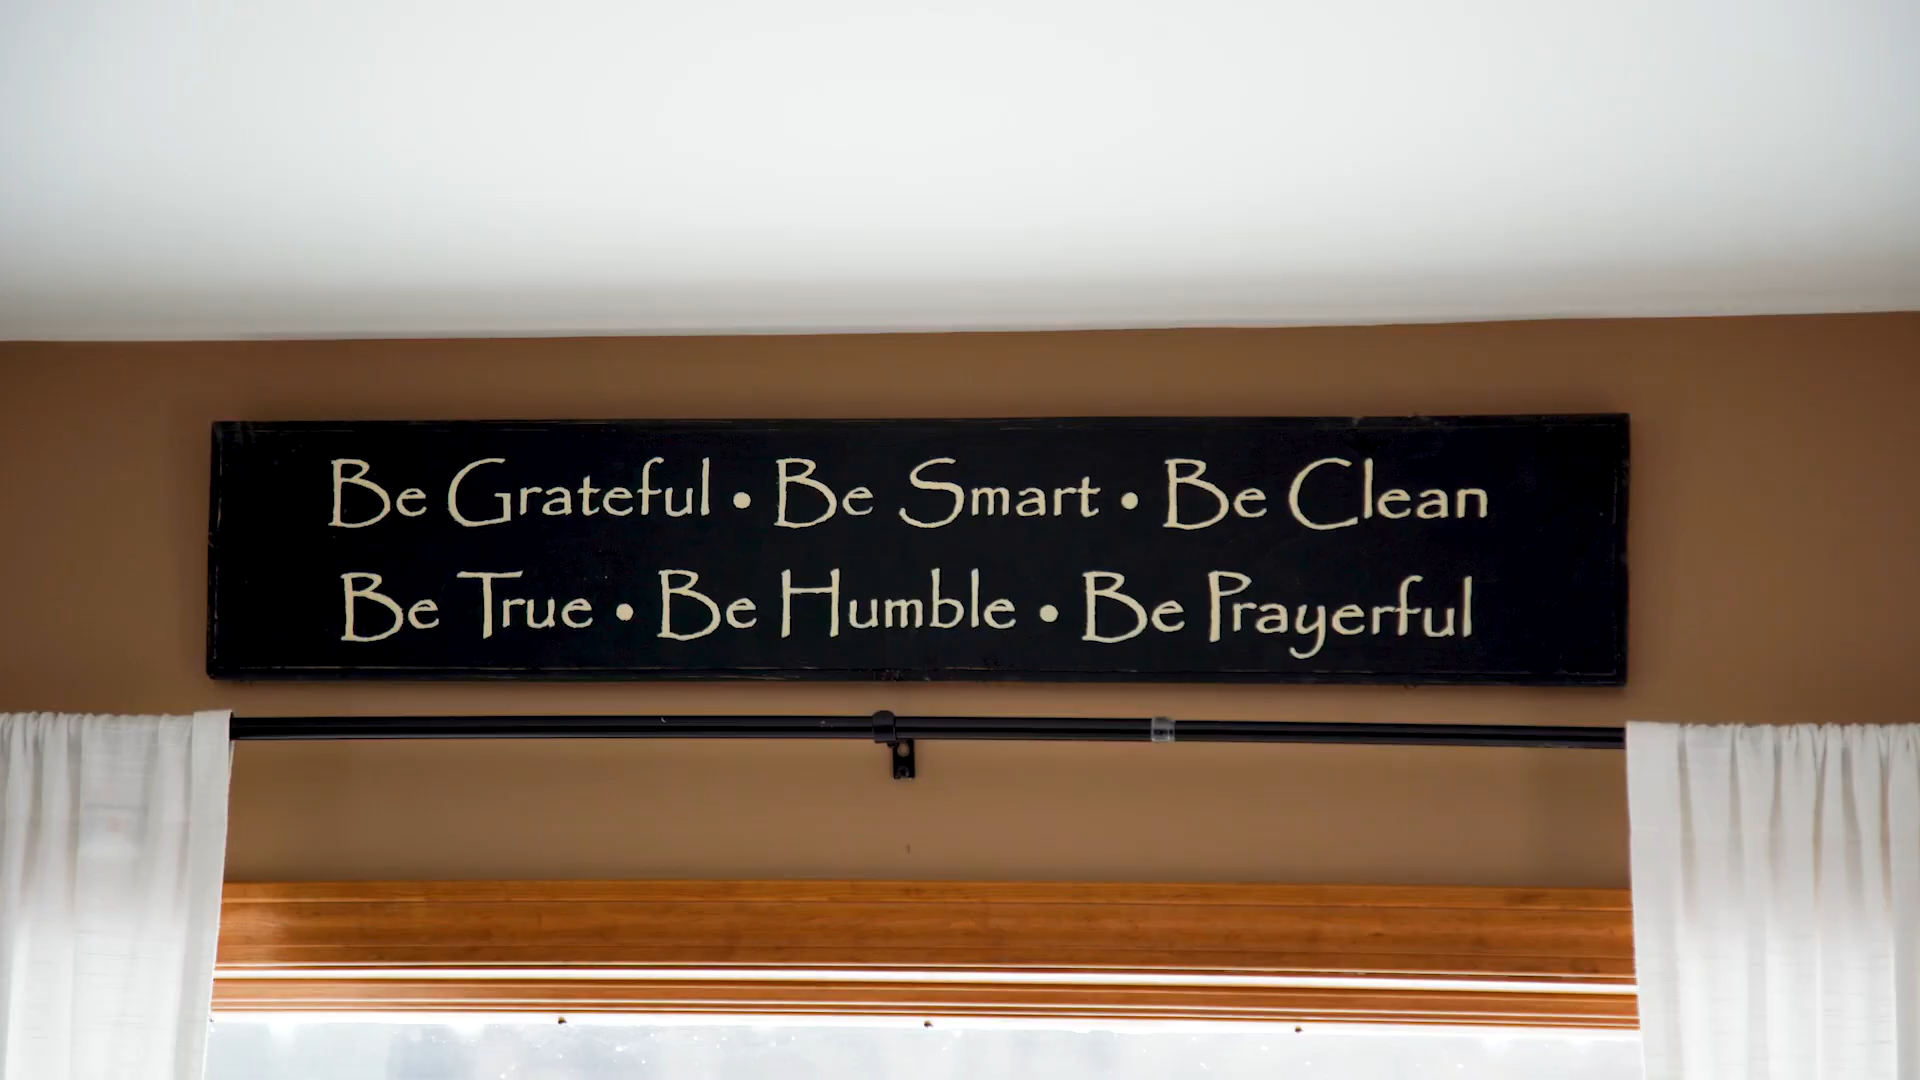 Be Grateful • Be Smart • Be Clean
Be True • Be Humble • Be Prayerful